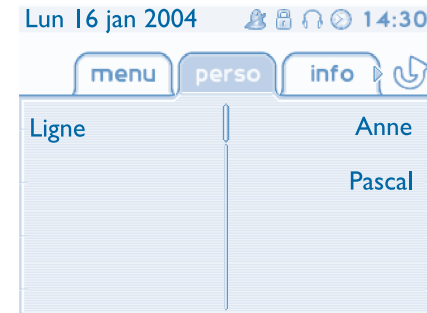 Lun 16 jan 2004 14:30
menu perso info
Ligne Anne
Pascal